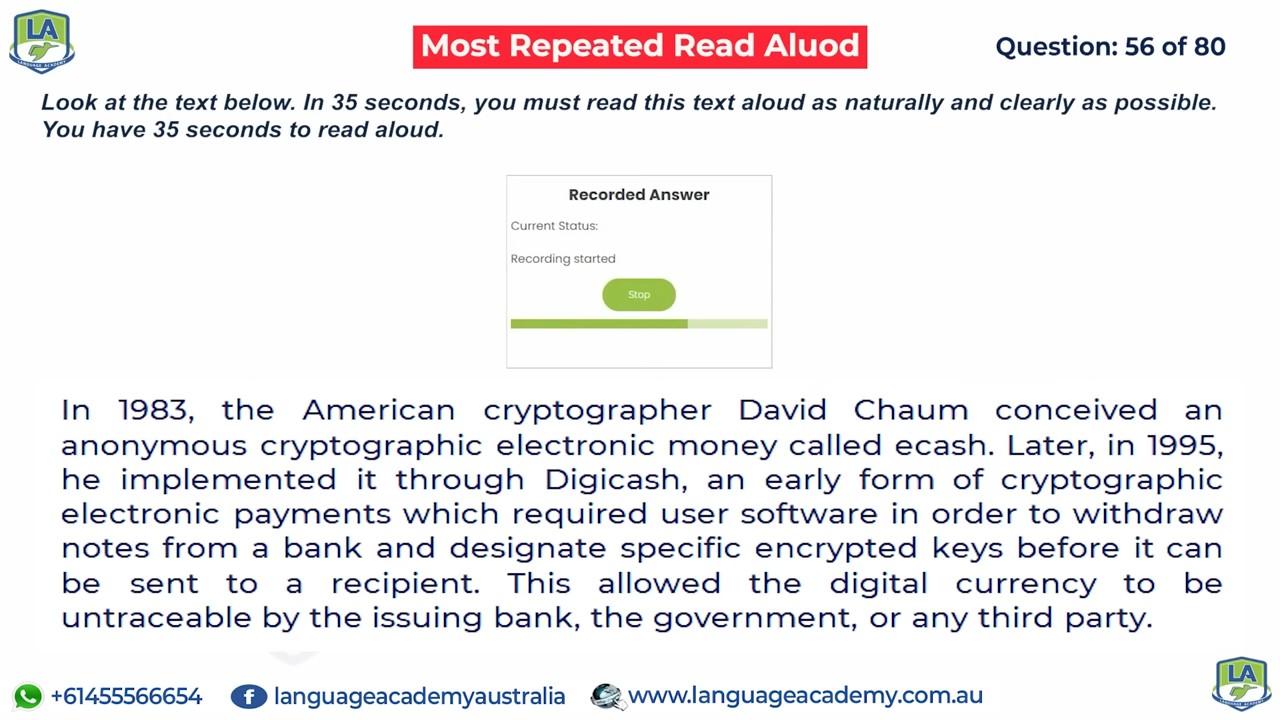 LA
LANGUAGE ACADEMY
Most Repeated Read Aluod
Question: 56 of 80
Look at the text below. In 35 seconds, you must read this text aloud as naturally and clearly as possible.
You have 35 seconds to read aloud.
Recorded Answer
Current Status:
Recording started
Stop
In 1983, the American cryptographer David Chaum conceived an
anonymous cryptographic electronic money called ecash. Later, in 1995,
he implemented it through Digicash, an early form of cryptographic
electronic payments which required user software in order to withdraw
notes from a bank and designate specific encrypted keys before it can
be sent to a recipient. This allowed the digital currency to be
untraceable by the issuing bank, the government, or any third party.
+61455566654
languageacademyaustralia
www.languageacademy.com.au
LA
LANGUAGE ACADEMY